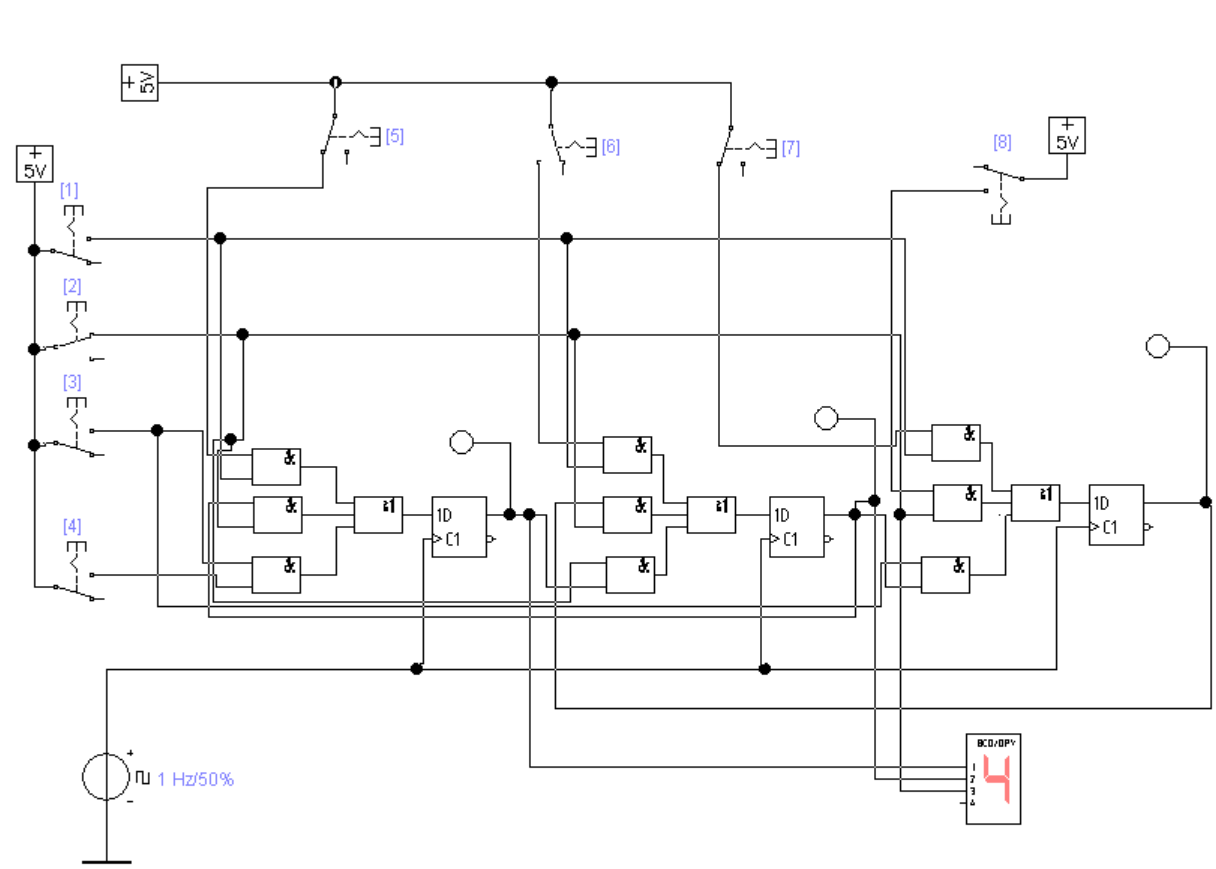 + 5V
[5]
[6]
[7]
[8]
+
5V
+
5V
[1]
[2]
[3]
[4]
&
&
&
≥1
1D
C1
&
&
&
≥1
1D
C1
&
&
&
≥1
1D
C1
1 Hz/50%
+
−
BCD/DPY
1
2
3
4
4